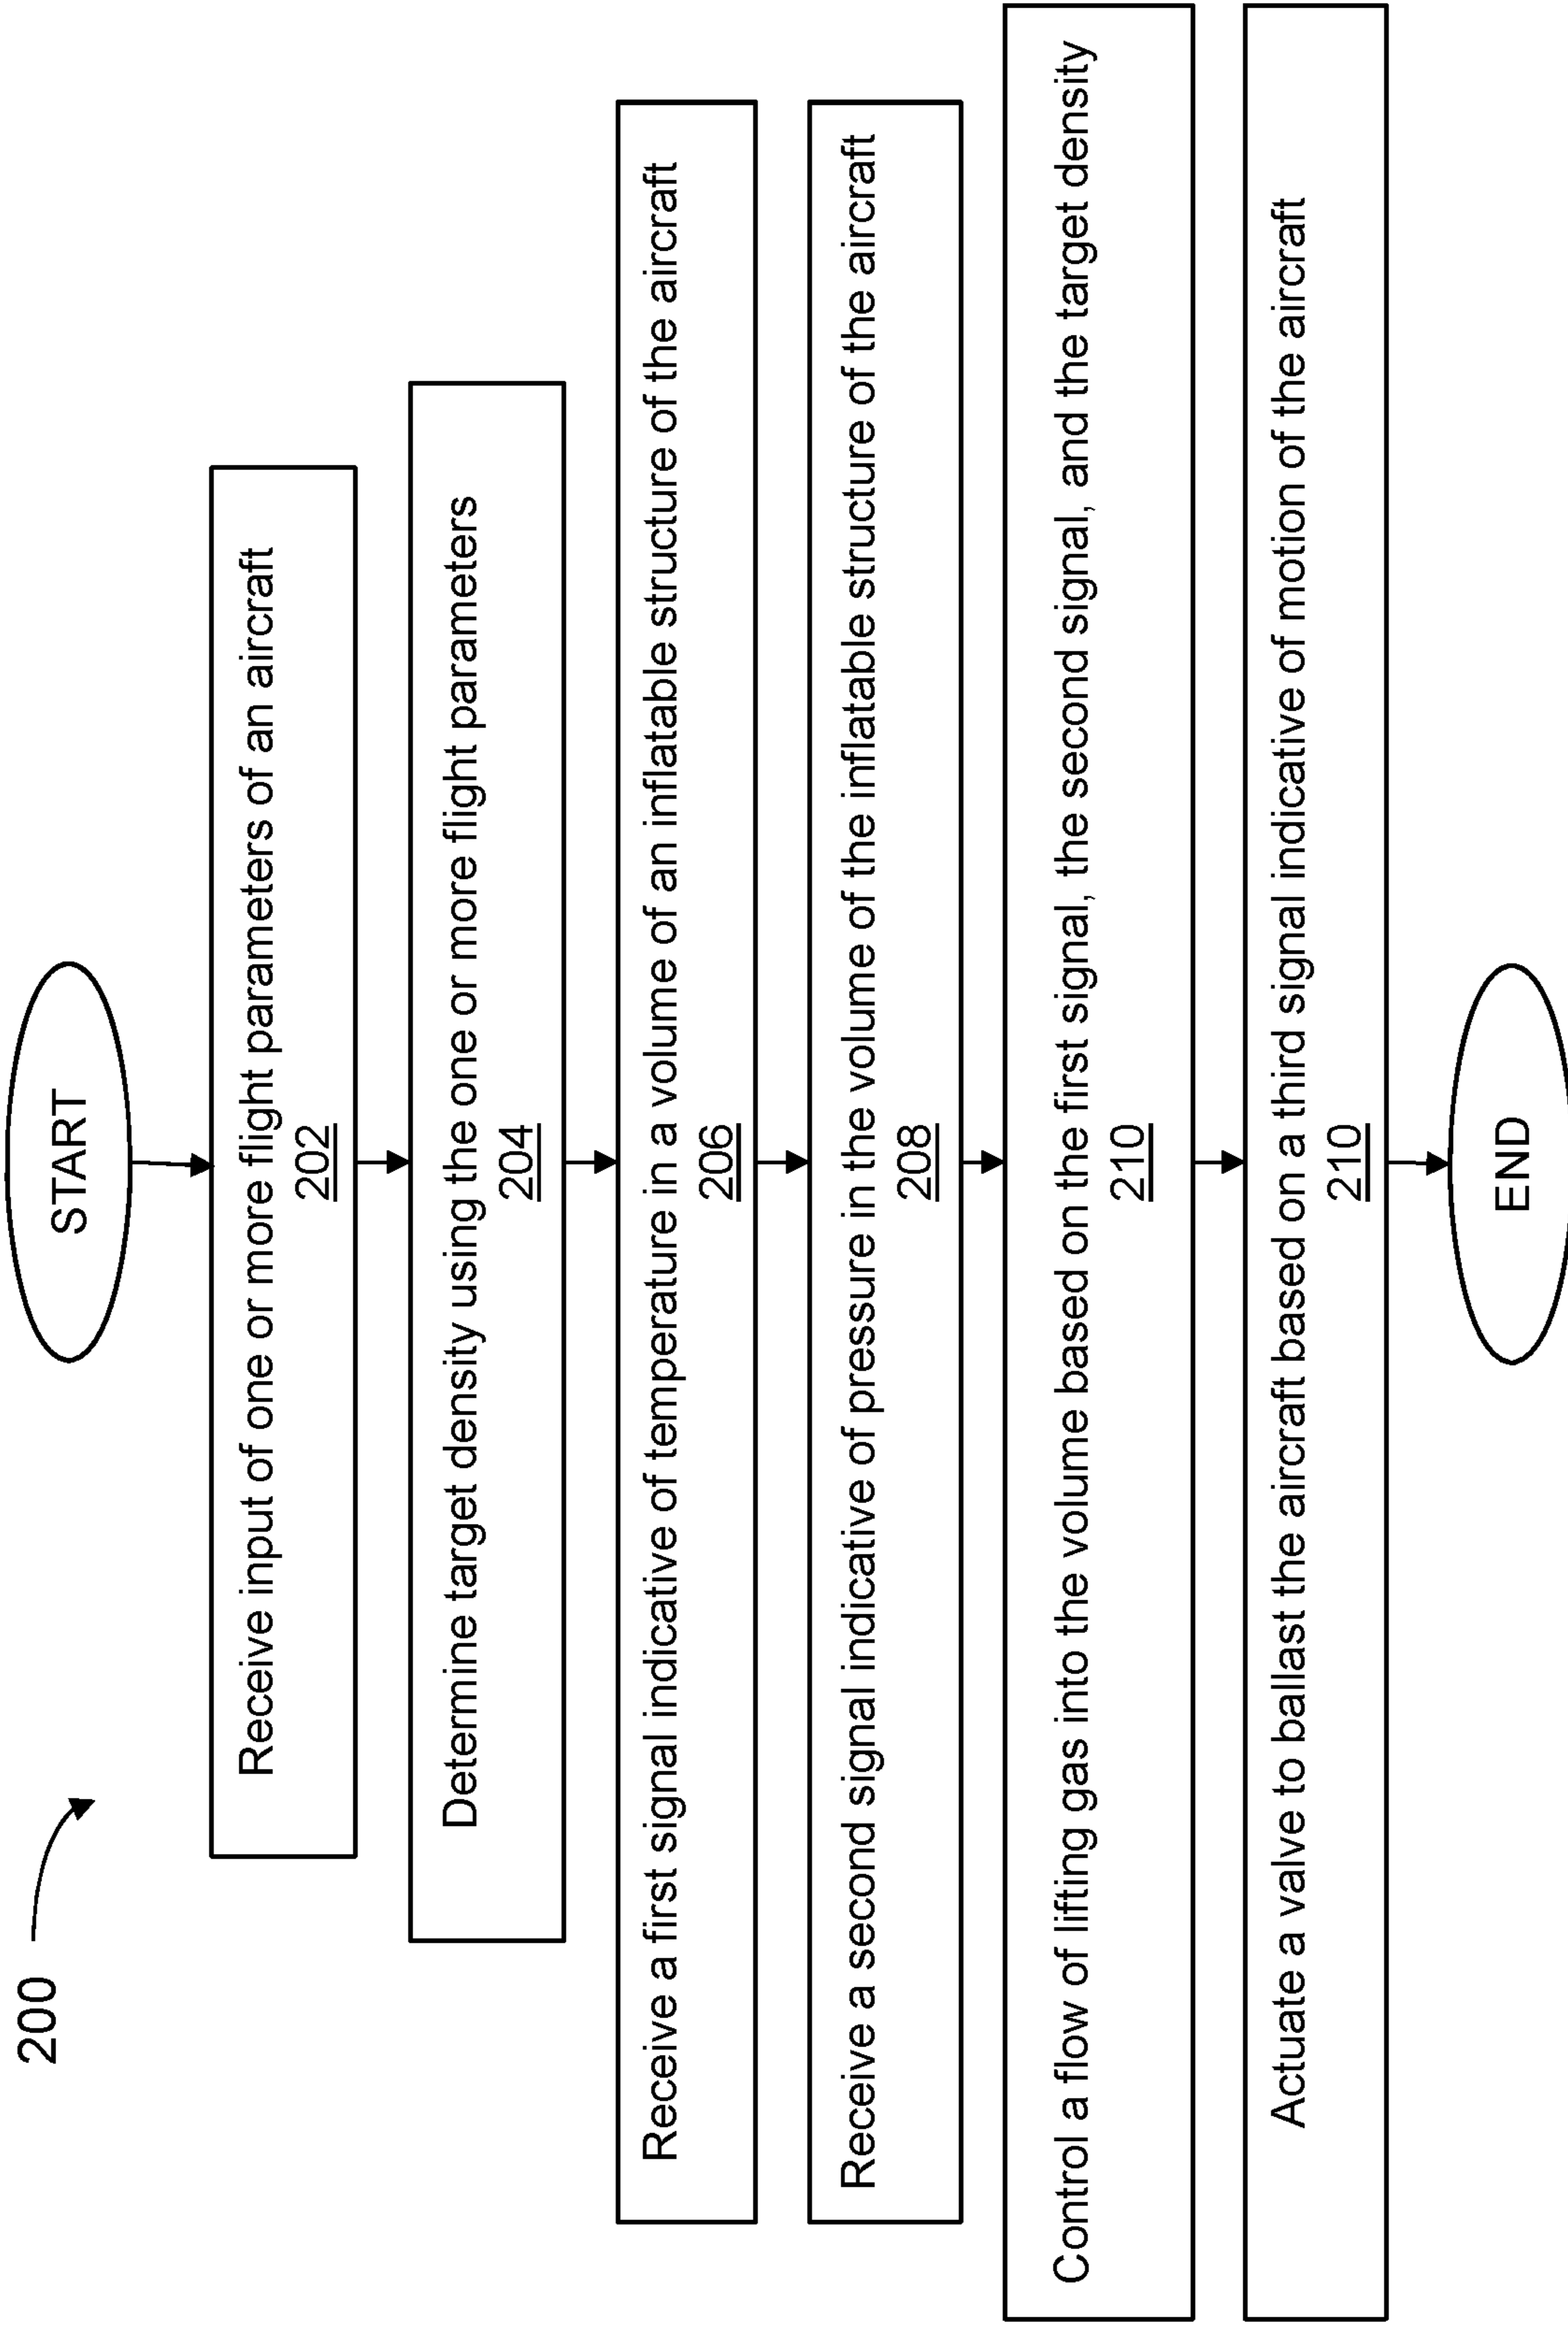 200
START
Receive input of one or more flight parameters of an aircraft
202
Determine target density using the one or more flight parameters
204
Receive a first signal indicative of temperature in a volume of an inflatable structure of the aircraft
206
Receive a second signal indicative of pressure in the volume of the inflatable structure of the aircraft
208
Control a flow of lifting gas into the volume based on the first signal, the second signal, and the target density
210
Actuate a valve to ballast the aircraft based on a third signal indicative of motion of the aircraft
210
END